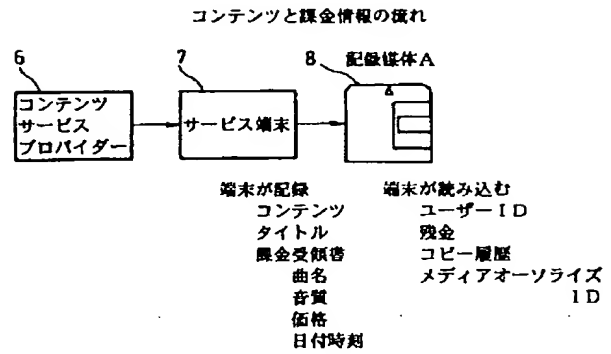 コンテンツと課金情報の流れ
6
7
8
記録媒体A
コンテンツ
サービス
プロバイダー
サービス端末
A
端末が記録
コンテンツ
タイトル
課金受領書
曲名
音質
価格
日付時刻
端末が読み込む
ユーザーID
残金
コピー履歴
メディアオーソライズ
ID